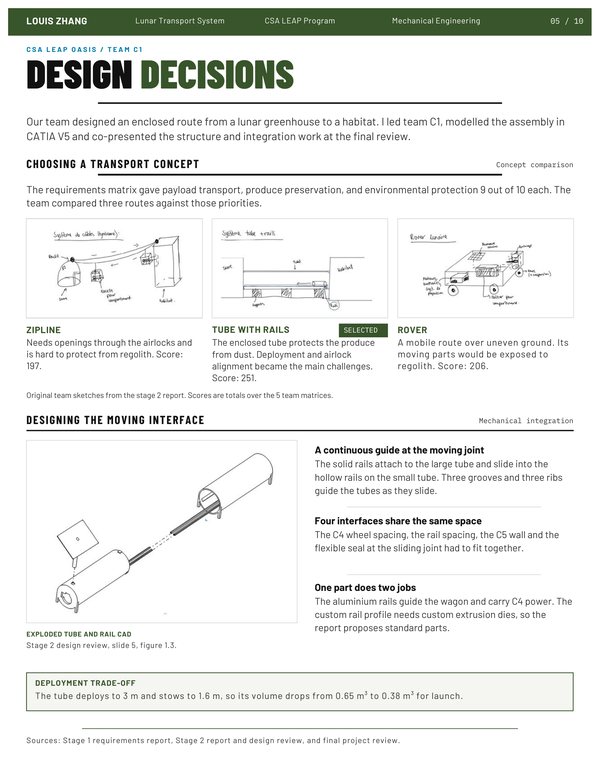 LOUIS ZHANG Lunar Transport System CSA LEAP Program Mechanical Engineering 05 / 10
CSA LEAP OASIS / TEAM C1
DESIGN DECISIONS
Our team designed an enclosed route from a lunar greenhouse to a habitat. I led team C1, modelled the assembly in
CATIA V5 and co-presented the structure and integration work at the final review.
CHOOSING A TRANSPORT CONCEPT Concept comparison
The requirements matrix gave payload transport, produce preservation, and environmental protection 9 out of 10 each. The
team compared three routes against those priorities.
Système tube + rails
tube
habitat
Rover lunaire
ZIPLINE
Needs openings through the airlocks and
is hard to protect from regolith. Score:
197.
TUBE WITH RAILS SELECTED
The enclosed tube protects the produce
from dust. Deployment and airlock
alignment became the main challenges.
Score: 251.
ROVER
A mobile route over uneven ground. Its
moving parts would be exposed to
regolith. Score: 206.
Original team sketches from the stage 2 report. Scores are totals over the 5 team matrices.
DESIGNING THE MOVING INTERFACE Mechanical integration
A continuous guide at the moving joint
The solid rails attach to the large tube and slide into the
hollow rails on the small tube. Three grooves and three ribs
guide the tubes as they slide.
Four interfaces share the same space
The C4 wheel spacing, the rail spacing, the C5 wall and the
flexible seal at the sliding joint had to fit together.
One part does two jobs
The aluminium rails guide the wagon and carry C4 power. The
custom rail profile needs custom extrusion dies, so the
report proposes standard parts.
EXPLODED TUBE AND RAIL CAD
Stage 2 design review, slide 5, figure 1.3.
DEPLOYMENT TRADE-OFF
The tube deploys to 3 m and stows to 1.6 m, so its volume drops from 0.65 m³ to 0.38 m³ for launch.
Sources: Stage 1 requirements report, Stage 2 report and design review, and final project review.